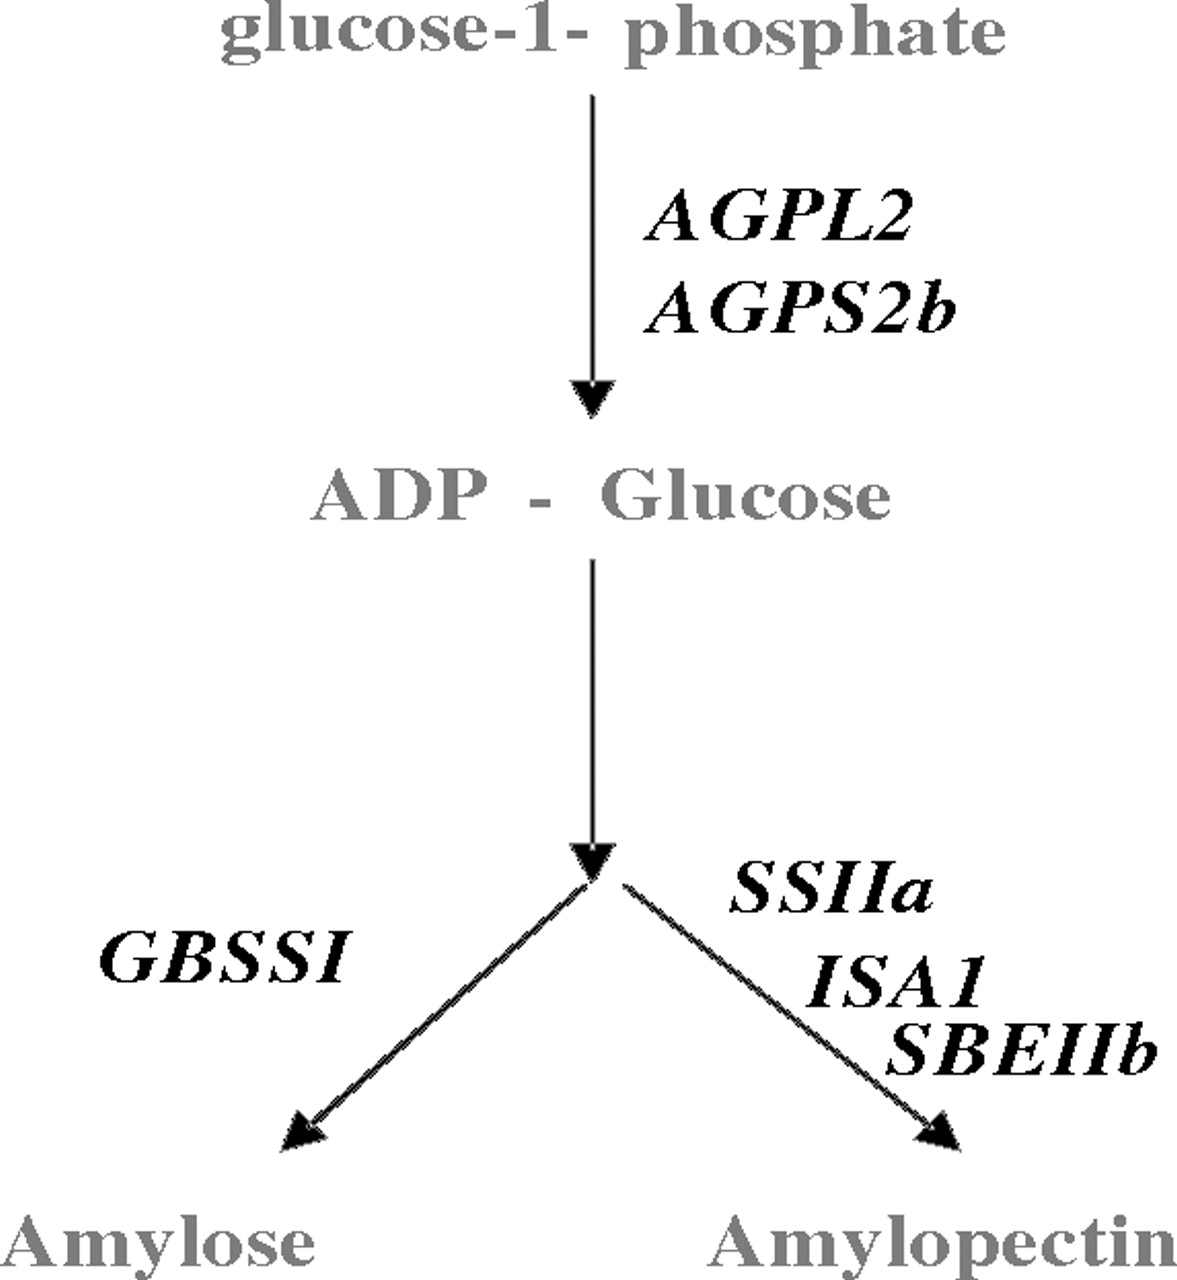 glucose-1- phosphate
AGPL2
AGPS2b
ADP - Glucose
SSIIa
GBSSI
ISA1
SBEIIb
Amylose
Amylopectin